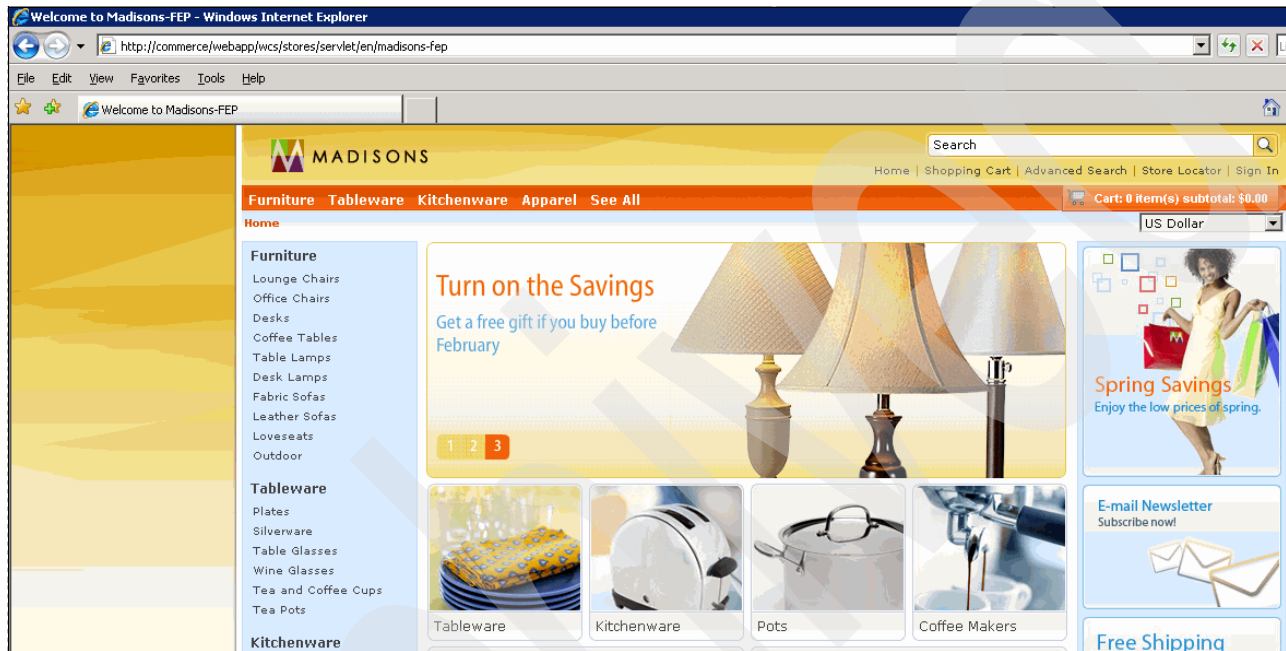 Welcome to Madisons-FEP - Windows Internet Explorer
http://commerce/webapp/wcs/stores/servlet/en/madisons-fep
File Edit View Favorites Tools Help
Welcome to Madisons-FEP
MADISONS
Search
Home | Shopping Cart | Advanced Search | Store Locator | Sign In
Furniture Tableware Kitchenware Apparel See All
Cart: 0 item(s) subtotal: $0.00
Home
US Dollar
Furniture
Lounge Chairs
Office Chairs
Desks
Coffee Tables
Table Lamps
Desk Lamps
Fabric Sofas
Leather Sofas
Loveseats
Outdoor
Tableware
Plates
Silverware
Table Glasses
Wine Glasses
Tea and Coffee Cups
Tea Pots
Kitchenware
Turn on the Savings
Get a free gift if you buy before
February
1 2 3
Tableware
Kitchenware
Pots
Coffee Makers
Spring Savings
Enjoy the low prices of spring.
E-mail Newsletter
Subscribe now!
Free Shipping